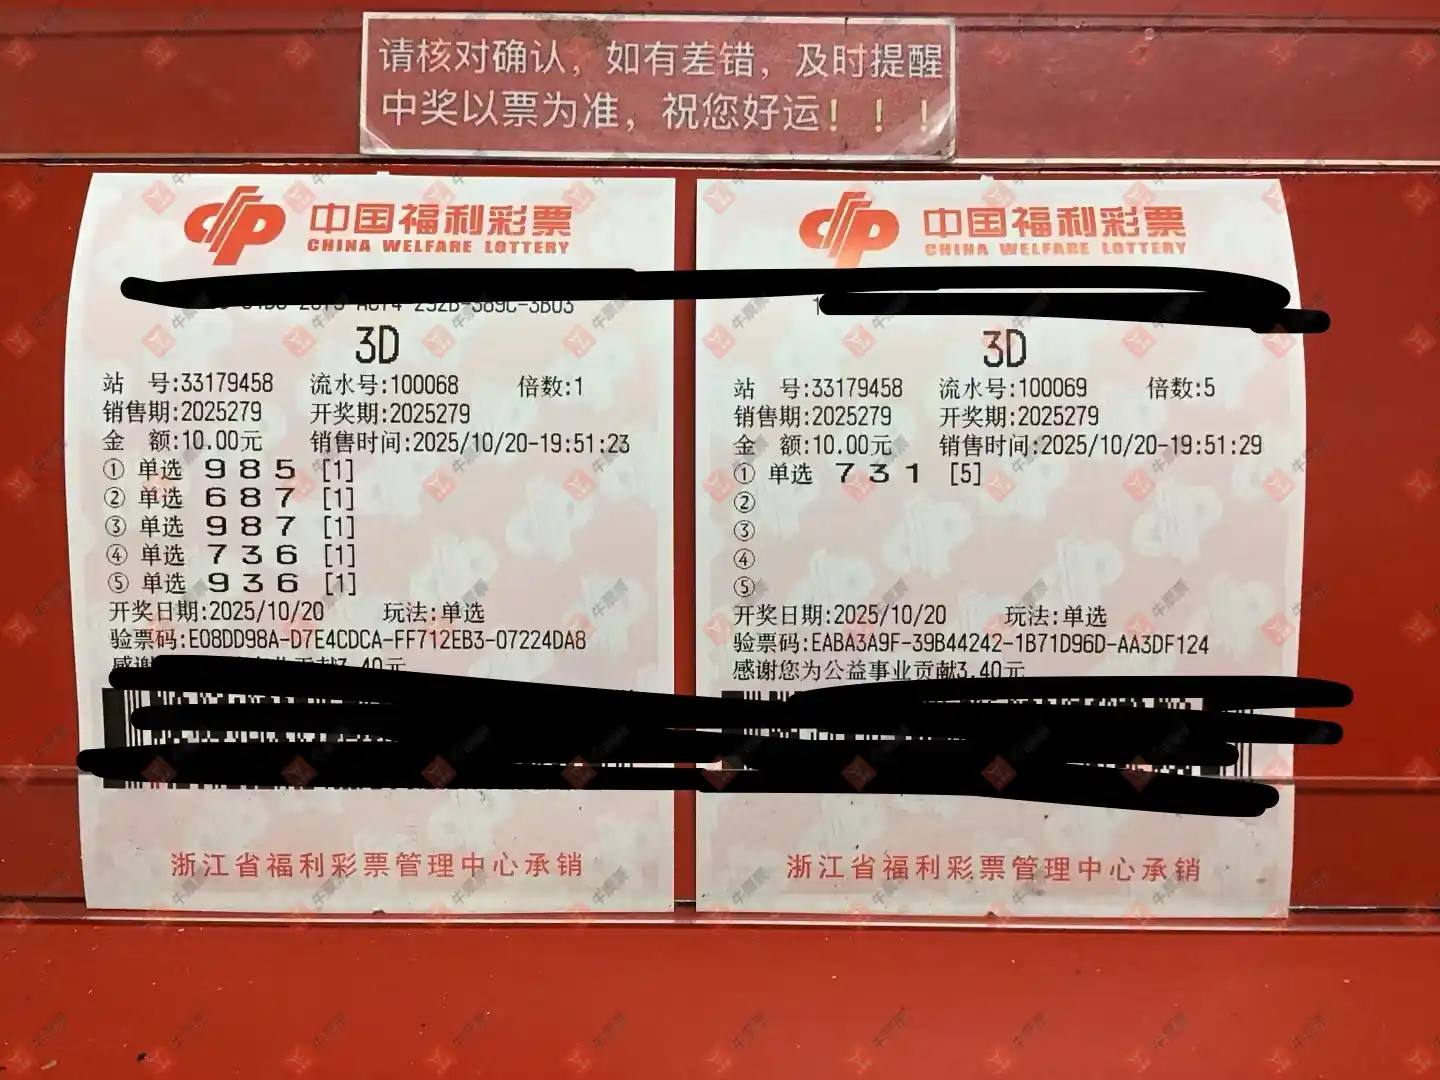 请核对确认，如有差错，及时提醒
中奖以票为准，祝您好运！！！
中国福利彩票
CHINA WELFARE LOTTERY
3D
站 号:33179458 流水号:100068 倍数:1
销售期:2025279 开奖期:2025279
金 额:10.00元 销售时间:2025/10/20-19:51:23
① 单选 9 8 5 [1]
② 单选 6 8 7 [1]
③ 单选 9 8 7 [1]
④ 单选 7 3 6 [1]
⑤ 单选 9 3 6 [1]
开奖日期:2025/10/20 玩法:单选
验票码:E08DD98A-D7E4CDCA-FF712EB3-07224DA8
感谢
浙江省福利彩票管理中心承销
中国福利彩票
CHINA WELFARE LOTTERY
3D
站 号:33179458 流水号:100069 倍数:5
销售期:2025279 开奖期:2025279
金 额:10.00元 销售时间:2025/10/20-19:51:29
① 单选 7 3 1 [5]
②
③
④
⑤
开奖日期:2025/10/20 玩法:单选
验票码:EABA3A9F-39B44242-1B71D96D-AA3DF124
感谢您为公益事业贡献3.40元
浙江省福利彩票管理中心承销